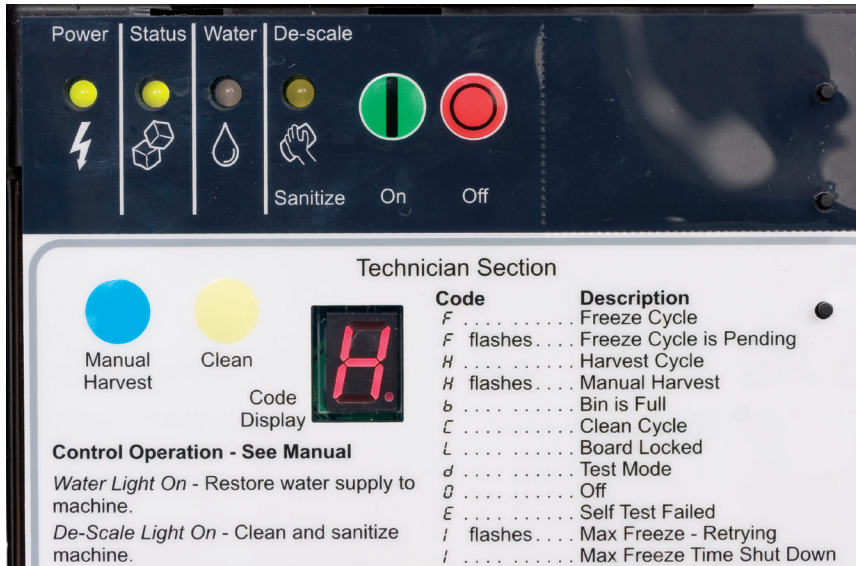 Power Status Water De-scale
Sanitize On Off
Technician Section
Code Description
F . . . . . . . . . . Freeze Cycle
F flashes . . . . Freeze Cycle is Pending
H . . . . . . . . . . Harvest Cycle
H flashes . . . . Manual Harvest
b . . . . . . . . . . Bin is Full
C . . . . . . . . . . Clean Cycle
L . . . . . . . . . . Board Locked
d . . . . . . . . . . Test Mode
0 . . . . . . . . . . Off
E . . . . . . . . . . Self Test Failed
1 flashes . . . . Max Freeze - Retrying
1 . . . . . . . . . . Max Freeze Time Shut Down
Manual
Harvest
Clean
Code
Display
H.
Control Operation - See Manual
Water Light On - Restore water supply to
machine.
De-Scale Light On - Clean and sanitize
machine.